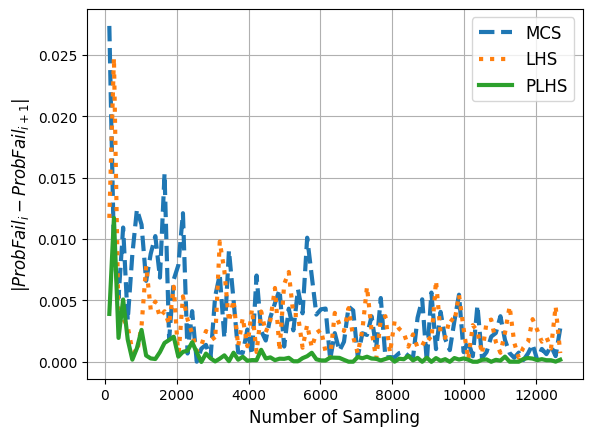 MCS
LHS
PLHS
|ProbFail_i − ProbFail_{i+1}|
0.025
0.020
0.015
0.010
0.005
0.000
0 2000 4000 6000 8000 10000 12000
Number of Sampling